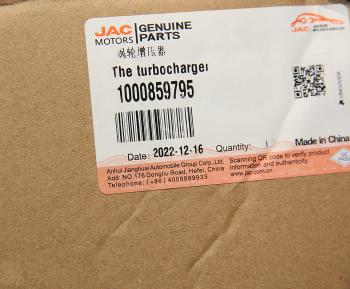 JAC MOTORS GENUINE PARTS
JAC
涡轮增压器
The turbocharger
1000859795
Date: 2022-12-16 Quantity:
Made in China
Anhui Jianghuai Automobile Group Corp.,Ltd.
Add: NO.176 Dongliu Road, Hefei, China
Telephone: (+86) 4008889933
Scanning QR code to verify product
information and authenticity.
www.jac.com.cn